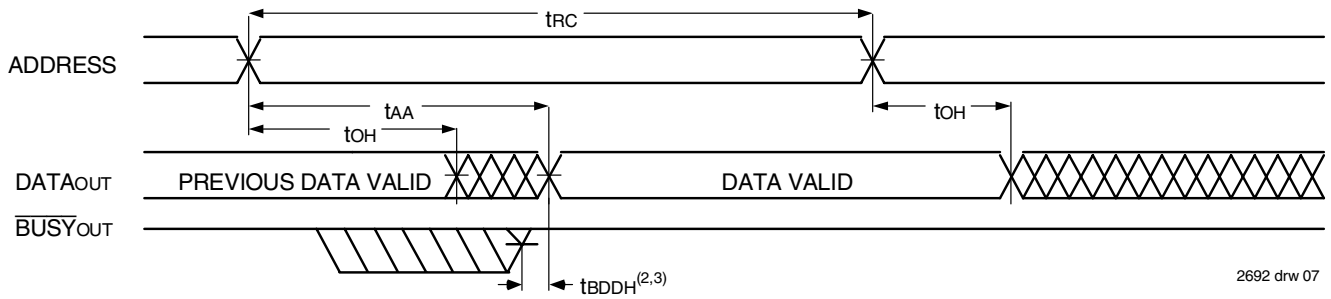 tRC
ADDRESS
tAA
tOH
tOH
DATAOUT
PREVIOUS DATA VALID
DATA VALID
BUSYOUT
tBDDH(2,3)
2692 drw 07